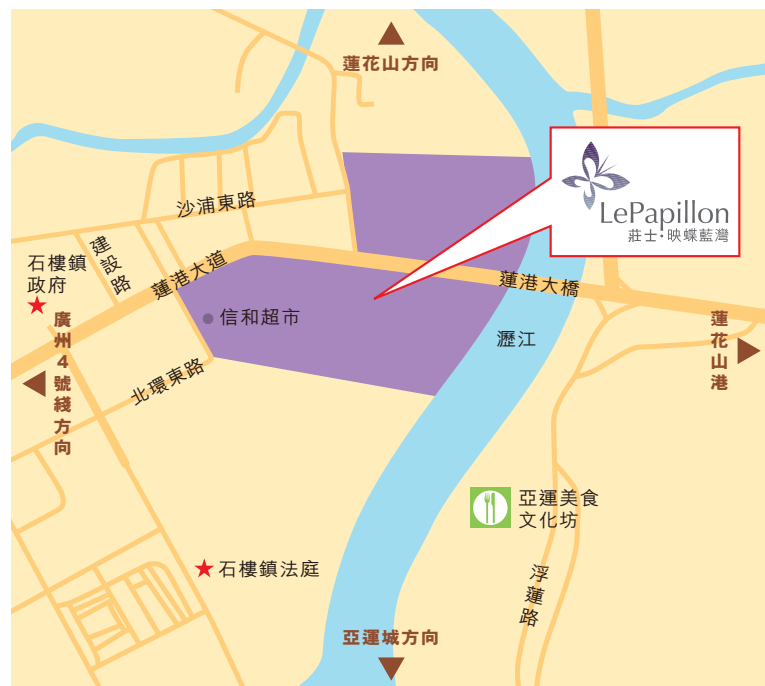 蓮花山方向
LePapillon
莊士·映蝶藍灣
沙浦東路
建設路
石樓鎮
政府
蓮港大道
蓮港大橋
信和超市
瀝江
廣州4號綫方向
蓮花山港
北環東路
亞運美食
文化坊
石樓鎮法庭
浮蓮路
亞運城方向